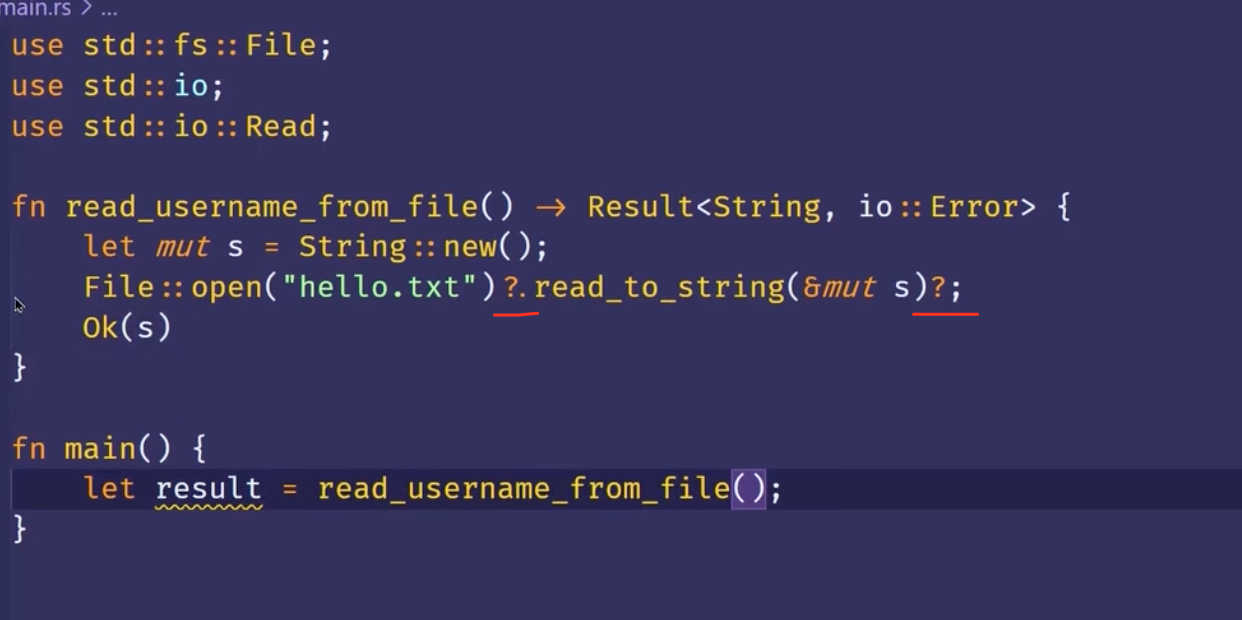 main.rs > ...
use std::fs::File;
use std::io;
use std::io::Read;
fn read_username_from_file() -> Result<String, io::Error> {
let mut s = String::new();
File::open("hello.txt")?.read_to_string(&mut s)?;
Ok(s)
}
fn main() {
let result = read_username_from_file();
}